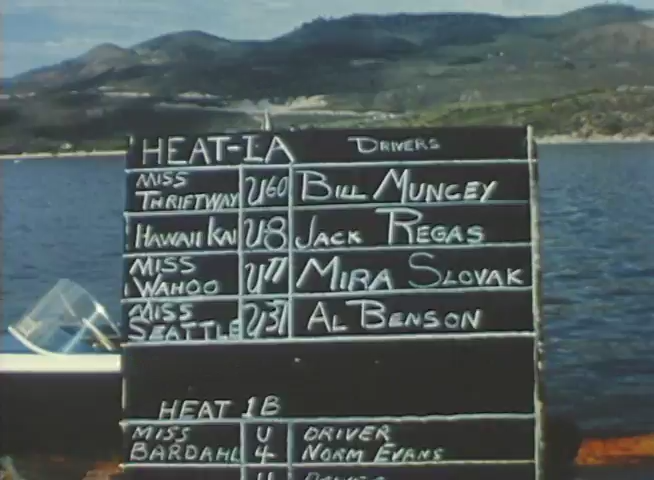 HEAT-1A DRIVERS
MISS THRIFTWAY U60 BILL MUNCEY
HAWAII KAI U8 JACK REGAS
MISS WAHOO U77 MIRA SLOVAK
MISS SEATTLE U37 AL BENSON
HEAT 1B
MISS BARDAHL U 4 DRIVER NORM EVANS